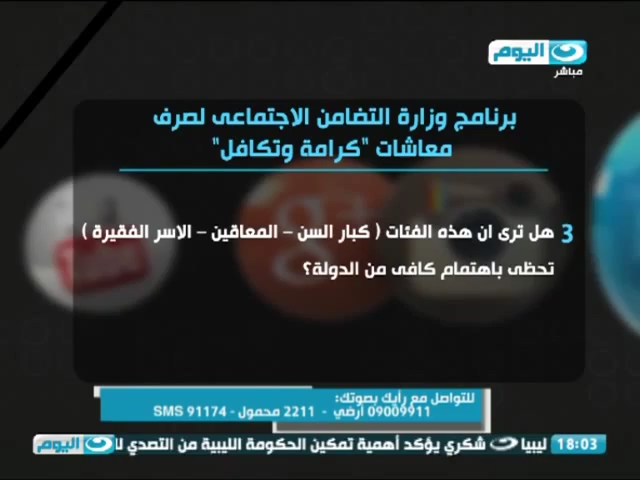 اليوم
مباشر
برنامج وزارة التضامن الاجتماعى لصرف
معاشات "كرامة وتكافل"
3 هل ترى ان هذه الفئات ( كبار السن – المعاقين – الاسر الفقيرة )
تحظى باهتمام كافى من الدولة؟
للتواصل مع رأيك بصوتك:
09009911 ارضي - 2211 محمول - SMS 91174
18:03 ليبيا شكري يؤكد أهمية تمكين الحكومة الليبية من التصدي لل اليوم